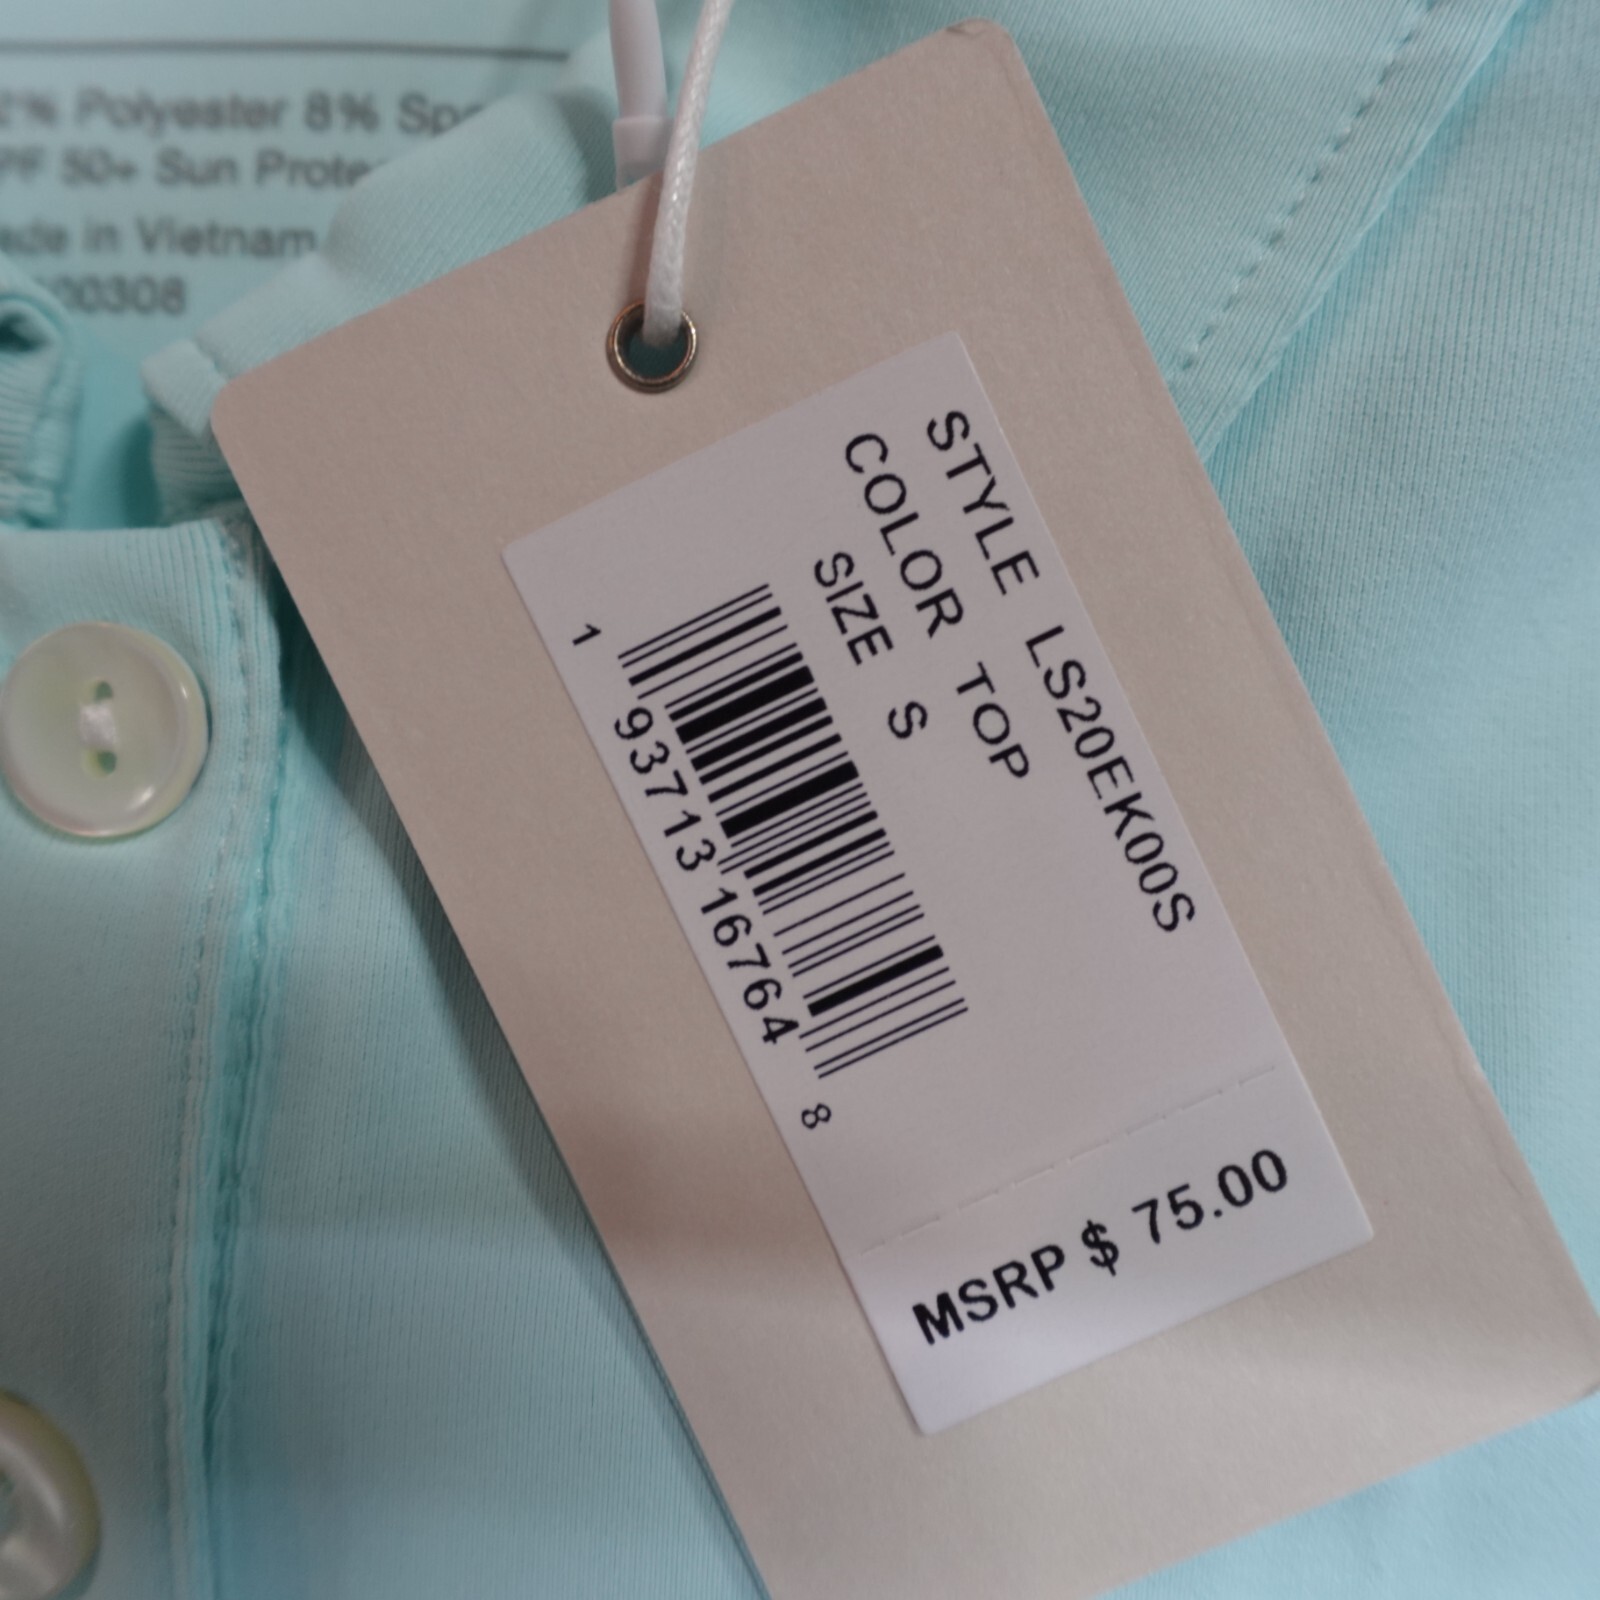 2% Polyester 8% Sp
PF 50+ Sun Prote
ade in Vietnam
00308
STYLE LS20EK00S
COLOR TOP
SIZE S
1 93713 16764 8
MSRP $ 75.00